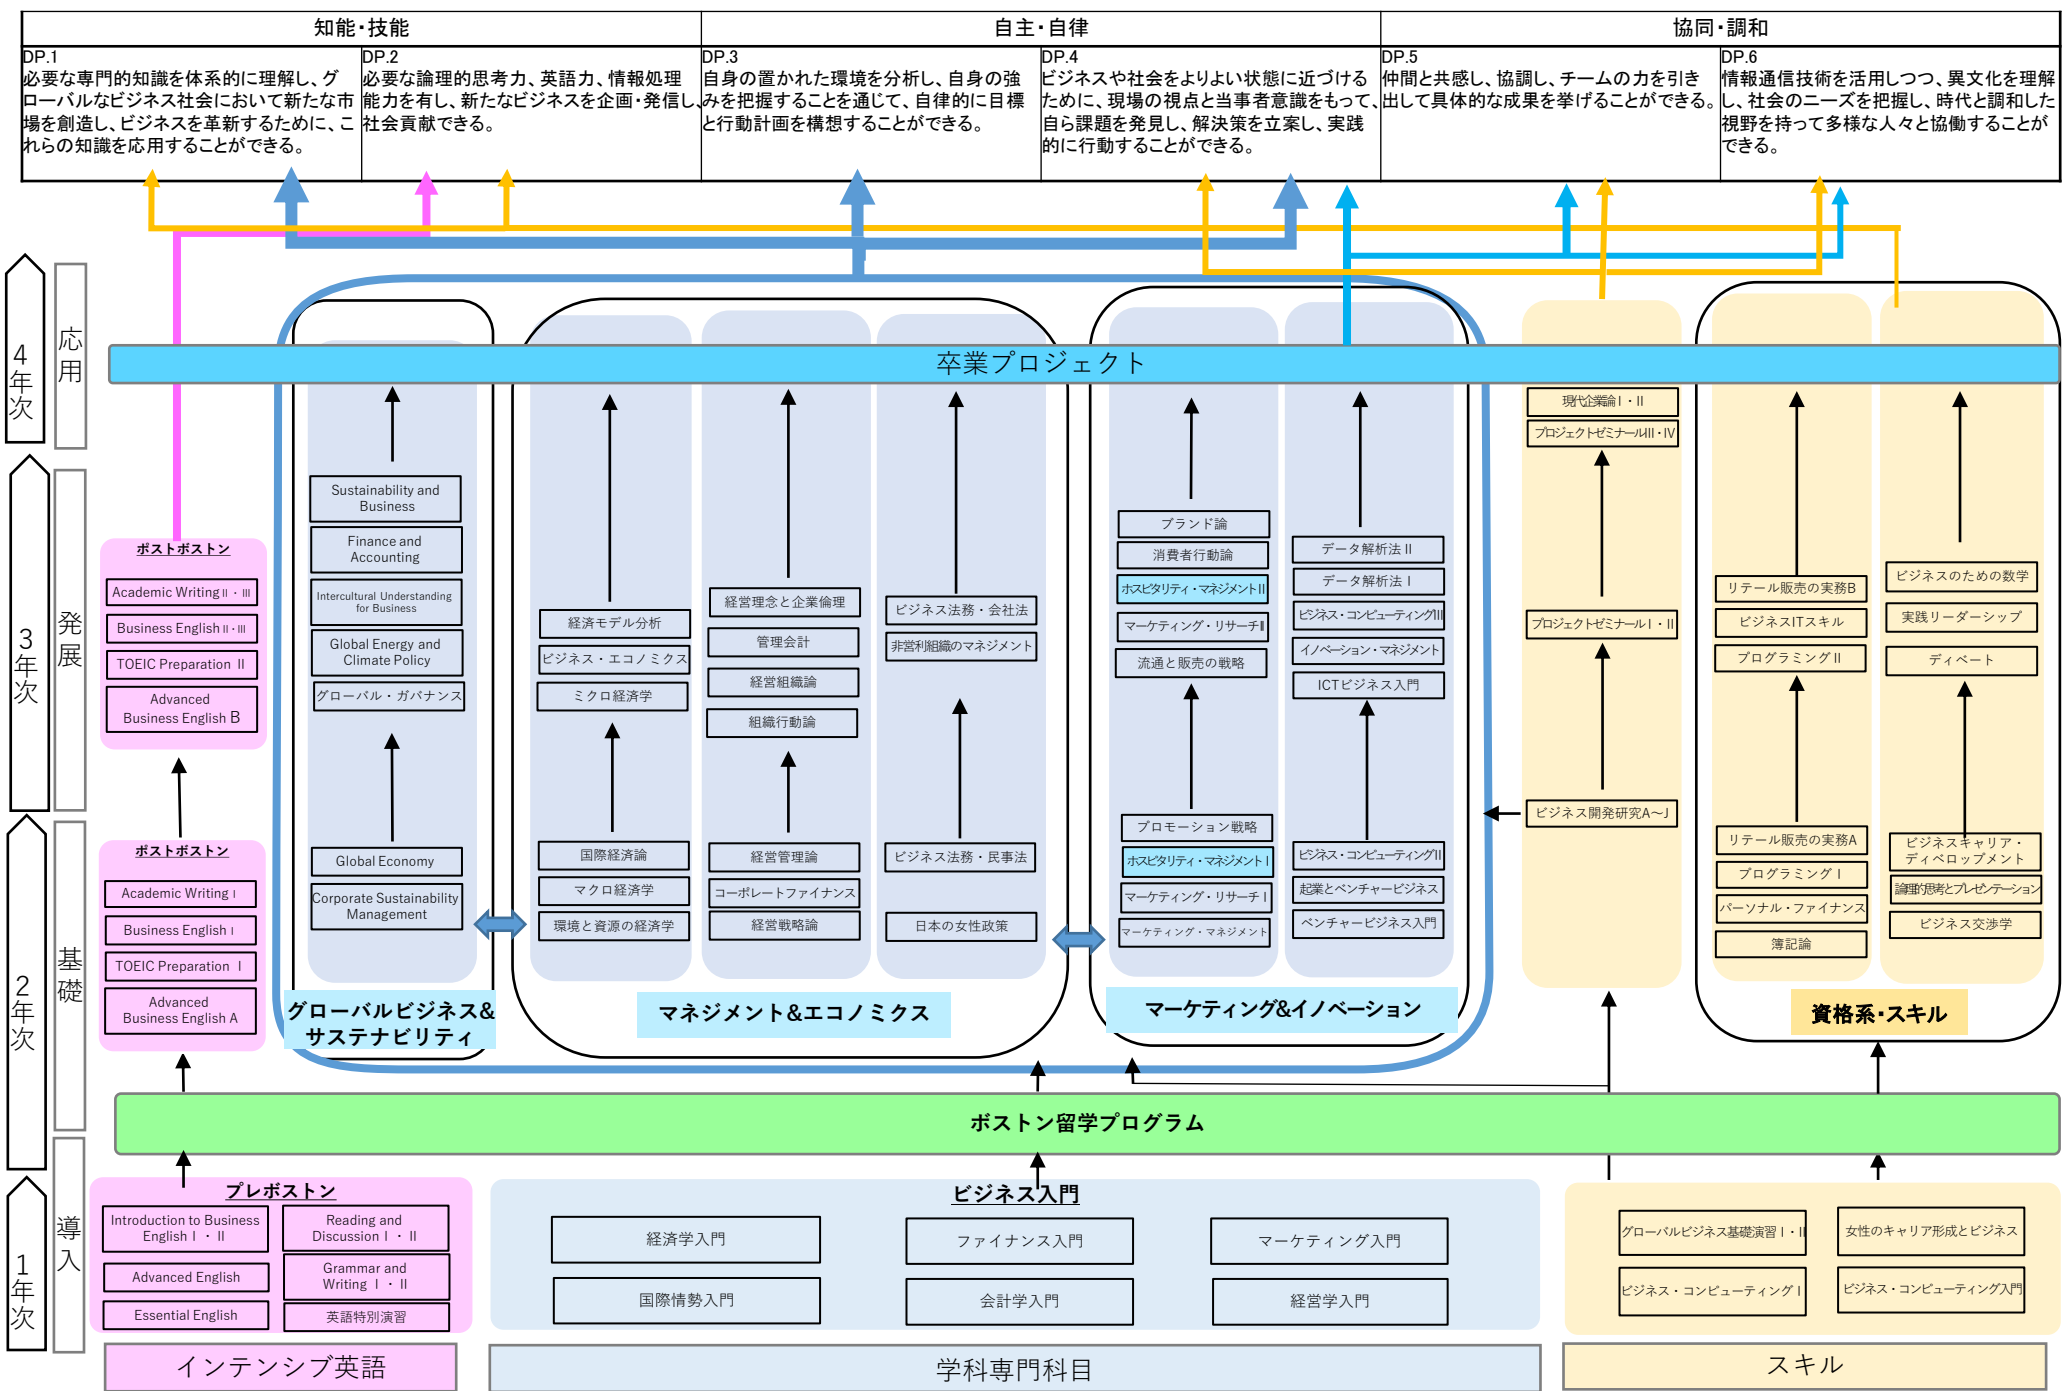 知能・技能
自主・自律
協同・調和
DP.1
必要な専門的知識を体系的に理解し、グ
ローバルなビジネス社会において新たな市
場を創造し、ビジネスを革新するために、こ
れらの知識を応用することができる。
DP.2
必要な論理的思考力、英語力、情報処理
能力を有し、新たなビジネスを企画・発信し、
社会貢献できる。
DP.3
自身の置かれた環境を分析し、自身の強
みを把握することを通じて、自律的に目標
と行動計画を構想することができる。
DP.4
ビジネスや社会をよりよい状態に近づける
ために、現場の視点と当事者意識をもって、
自ら課題を発見し、解決策を立案し、実践
的に行動することができる。
DP.5
仲間と共感し、協調し、チームの力を引き
出して具体的な成果を挙げることができる。
DP.6
情報通信技術を活用しつつ、異文化を理解
し、社会のニーズを把握し、時代と調和した
視野を持って多様な人々と協働することが
できる。
4年次
応用
卒業プロジェクト
3年次
発展
ポストボストン
Academic Writing II・III
Business English II・III
TOEIC Preparation II
Advanced
Business English B
Sustainability and
Business
Finance and
Accounting
Intercultural Understanding
for Business
Global Energy and
Climate Policy
グローバル・ガバナンス
経済モデル分析
ビジネス・エコノミクス
ミクロ経済学
経営理念と企業倫理
管理会計
経営組織論
組織行動論
ビジネス法務・会社法
非営利組織のマネジメント
ブランド論
消費者行動論
ホスピタリティ・マネジメントII
マーケティング・リサーチII
流通と販売の戦略
データ解析法 II
データ解析法 I
ビジネス・コンピューティングIII
イノベーション・マネジメント
ICTビジネス入門
現代企業論 I・II
プロジェクトゼミナールIII・IV
プロジェクトゼミナール I・II
ビジネス開発研究A～J
リテール販売の実務B
ビジネスITスキル
プログラミング II
ビジネスのための数学
実践リーダーシップ
ディベート
2年次
基礎
ポストボストン
Academic Writing I
Business English I
TOEIC Preparation I
Advanced
Business English A
Global Economy
Corporate Sustainability
Management
国際経済論
マクロ経済学
環境と資源の経済学
経営管理論
コーポレートファイナンス
経営戦略論
ビジネス法務・民事法
日本の女性政策
プロモーション戦略
ホスピタリティ・マネジメント I
マーケティング・リサーチ I
マーケティング・マネジメント
ビジネス・コンピューティングII
起業とベンチャービジネス
ベンチャービジネス入門
リテール販売の実務A
プログラミング I
パーソナル・ファイナンス
簿記論
ビジネスキャリア・
ディベロップメント
論理的思考とプレゼンテーション
ビジネス交渉学
グローバルビジネス&
サステナビリティ
マネジメント&エコノミクス
マーケティング&イノベーション
資格系・スキル
ボストン留学プログラム
1年次
導入
プレボストン
Introduction to Business
English I ・ II
Advanced English
Essential English
Reading and
Discussion I ・ II
Grammar and
Writing I ・ II
英語特別演習
ビジネス入門
経済学入門
ファイナンス入門
マーケティング入門
国際情勢入門
会計学入門
経営学入門
グローバルビジネス基礎演習 I・II
女性のキャリア形成とビジネス
ビジネス・コンピューティング I
ビジネス・コンピューティング入門
インテンシブ英語
学科専門科目
スキル